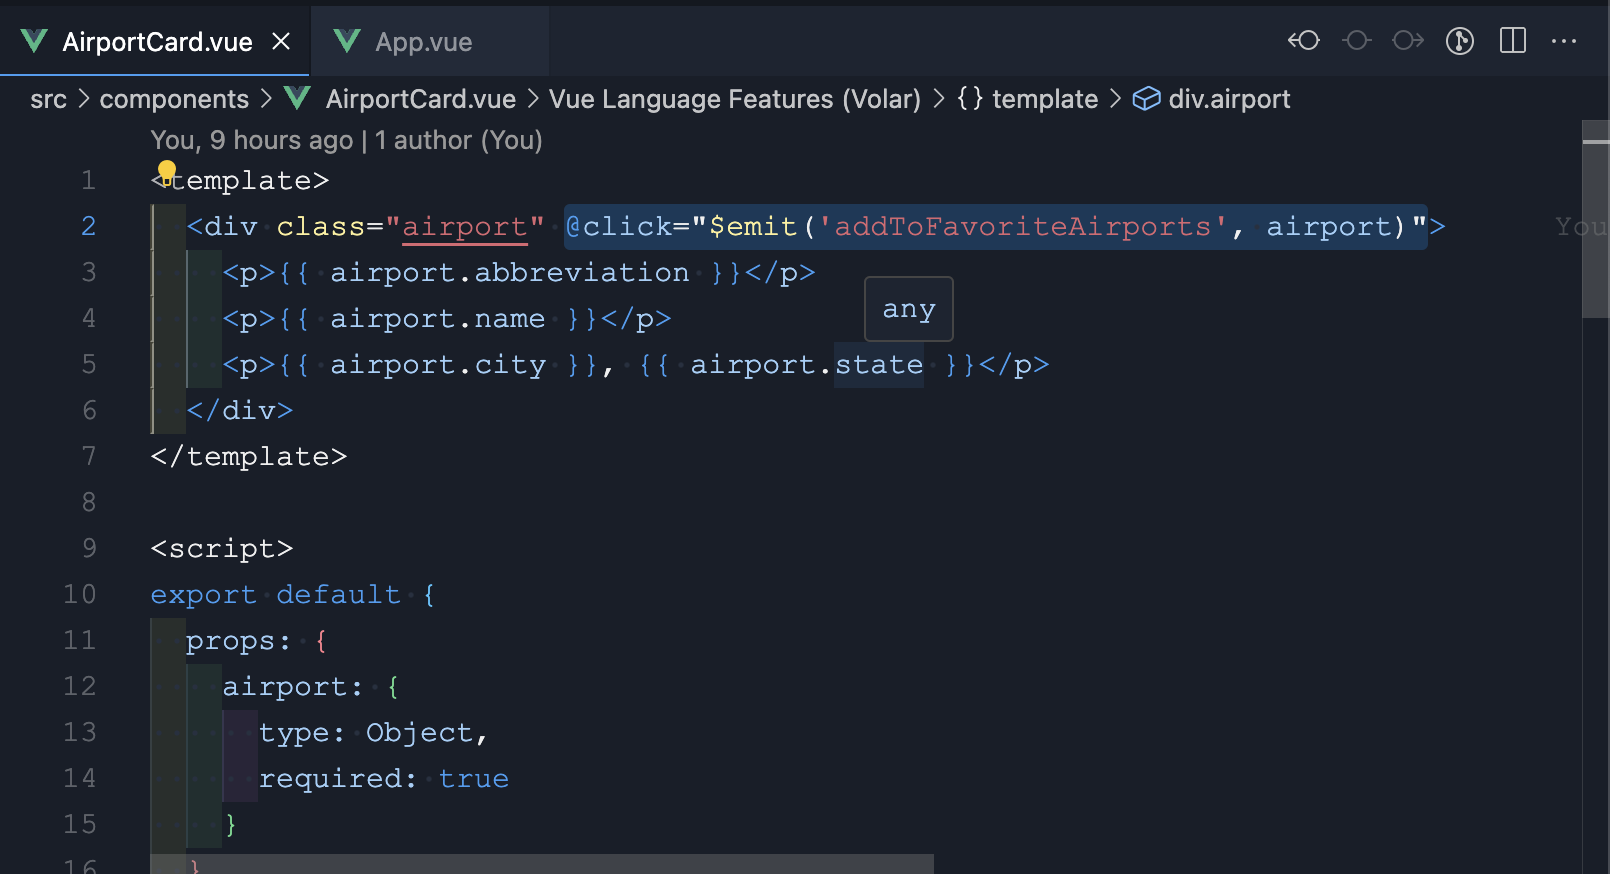 AirportCard.vue App.vue
src > components > AirportCard.vue > Vue Language Features (Volar) > {} template > div.airport
You, 9 hours ago | 1 author (You)
1 <template>
2 <div class="airport" @click="$emit('addToFavoriteAirports', airport)"> You
3 <p>{{ airport.abbreviation }}</p>
any
4 <p>{{ airport.name }}</p>
5 <p>{{ airport.city }}, {{ airport.state }}</p>
6 </div>
7 </template>
8
9 <script>
10 export default {
11 props: {
12 airport: {
13 type: Object,
14 required: true
15 }
16 }